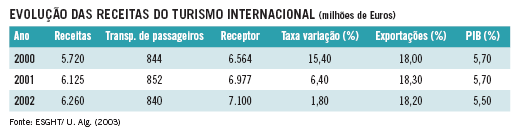 EVOLUÇÃO DAS RECEITAS DO TURISMO INTERNACIONAL (milhões de Euros)
Ano Receitas Transp. de passageiros Receptor Taxa variação (%) Exportações (%) PIB (%)
2000 5.720 844 6.564 15,40 18,00 5,70
2001 6.125 852 6.977 6,40 18,30 5,70
2002 6.260 840 7.100 1,80 18,20 5,50
Fonte: ESGHT/ U. Alg. (2003)